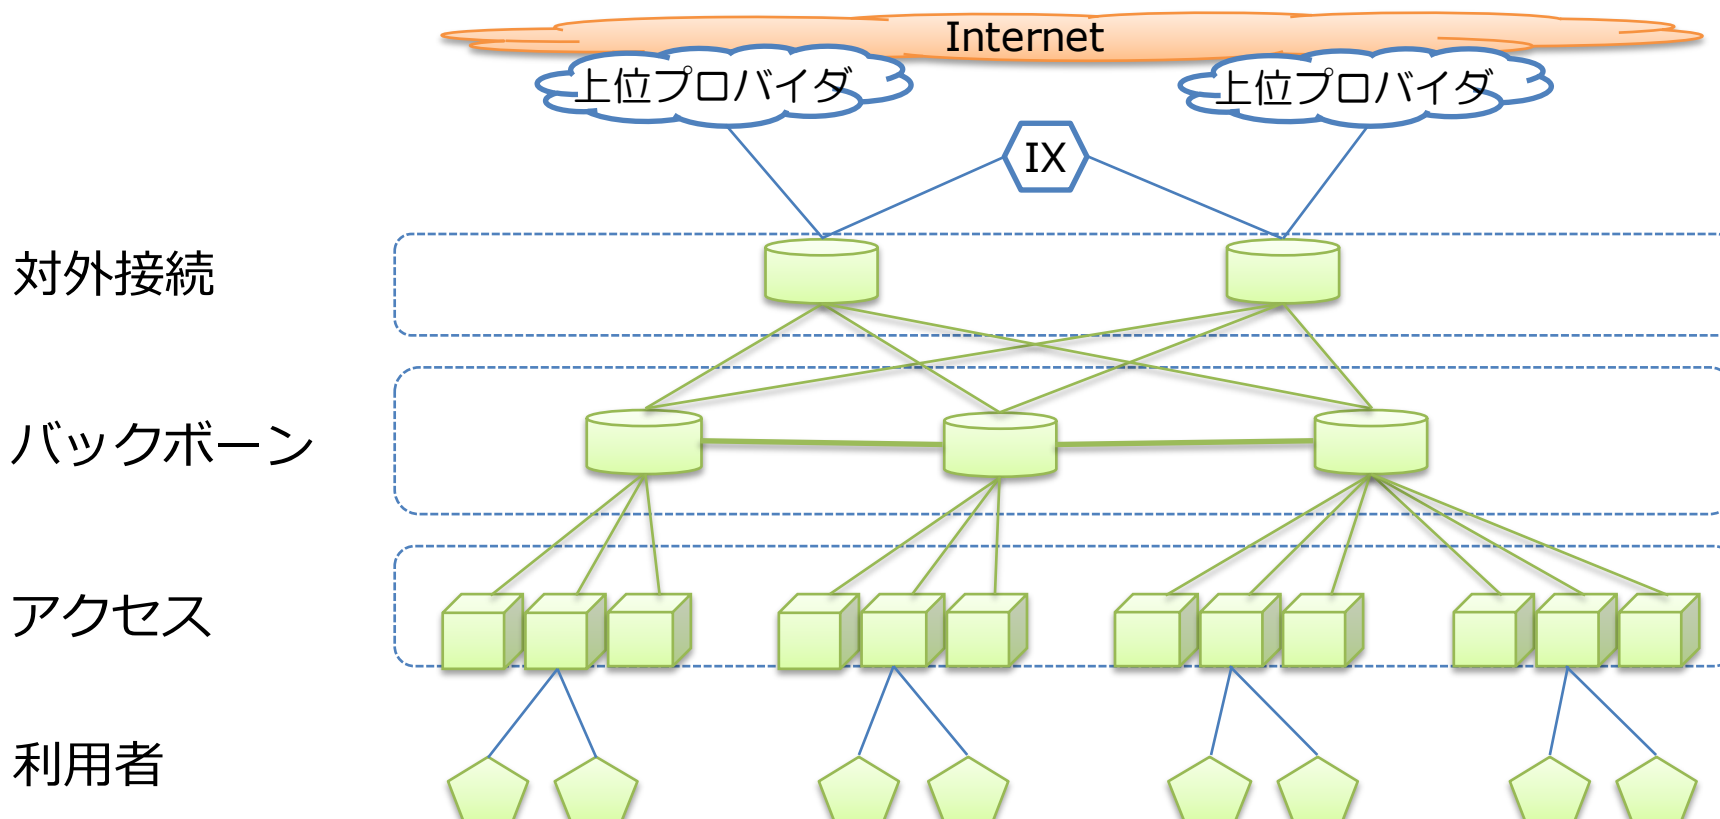 Internet
上位プロバイダ
上位プロバイダ
IX
対外接続
バックボーン
アクセス
利用者